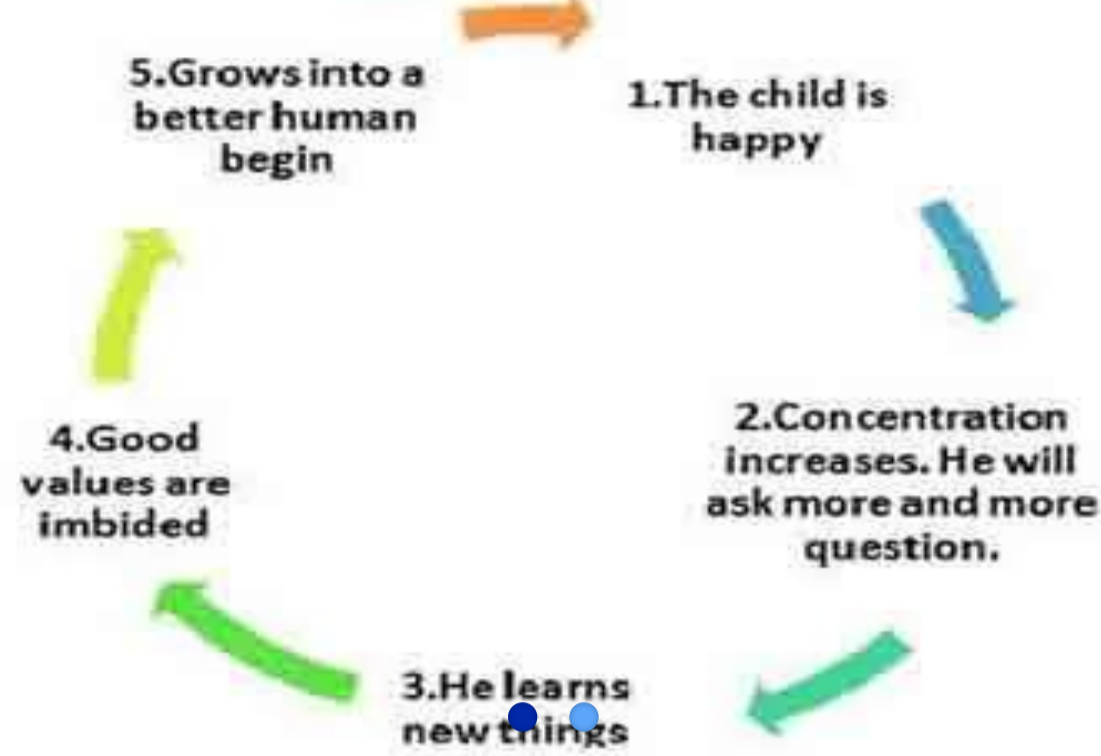 1.The child is
happy
2.Concentration
increases. He will
ask more and more
question.
3.He learns
new things
4.Good
values are
imbided
5.Grows into a
better human
begin